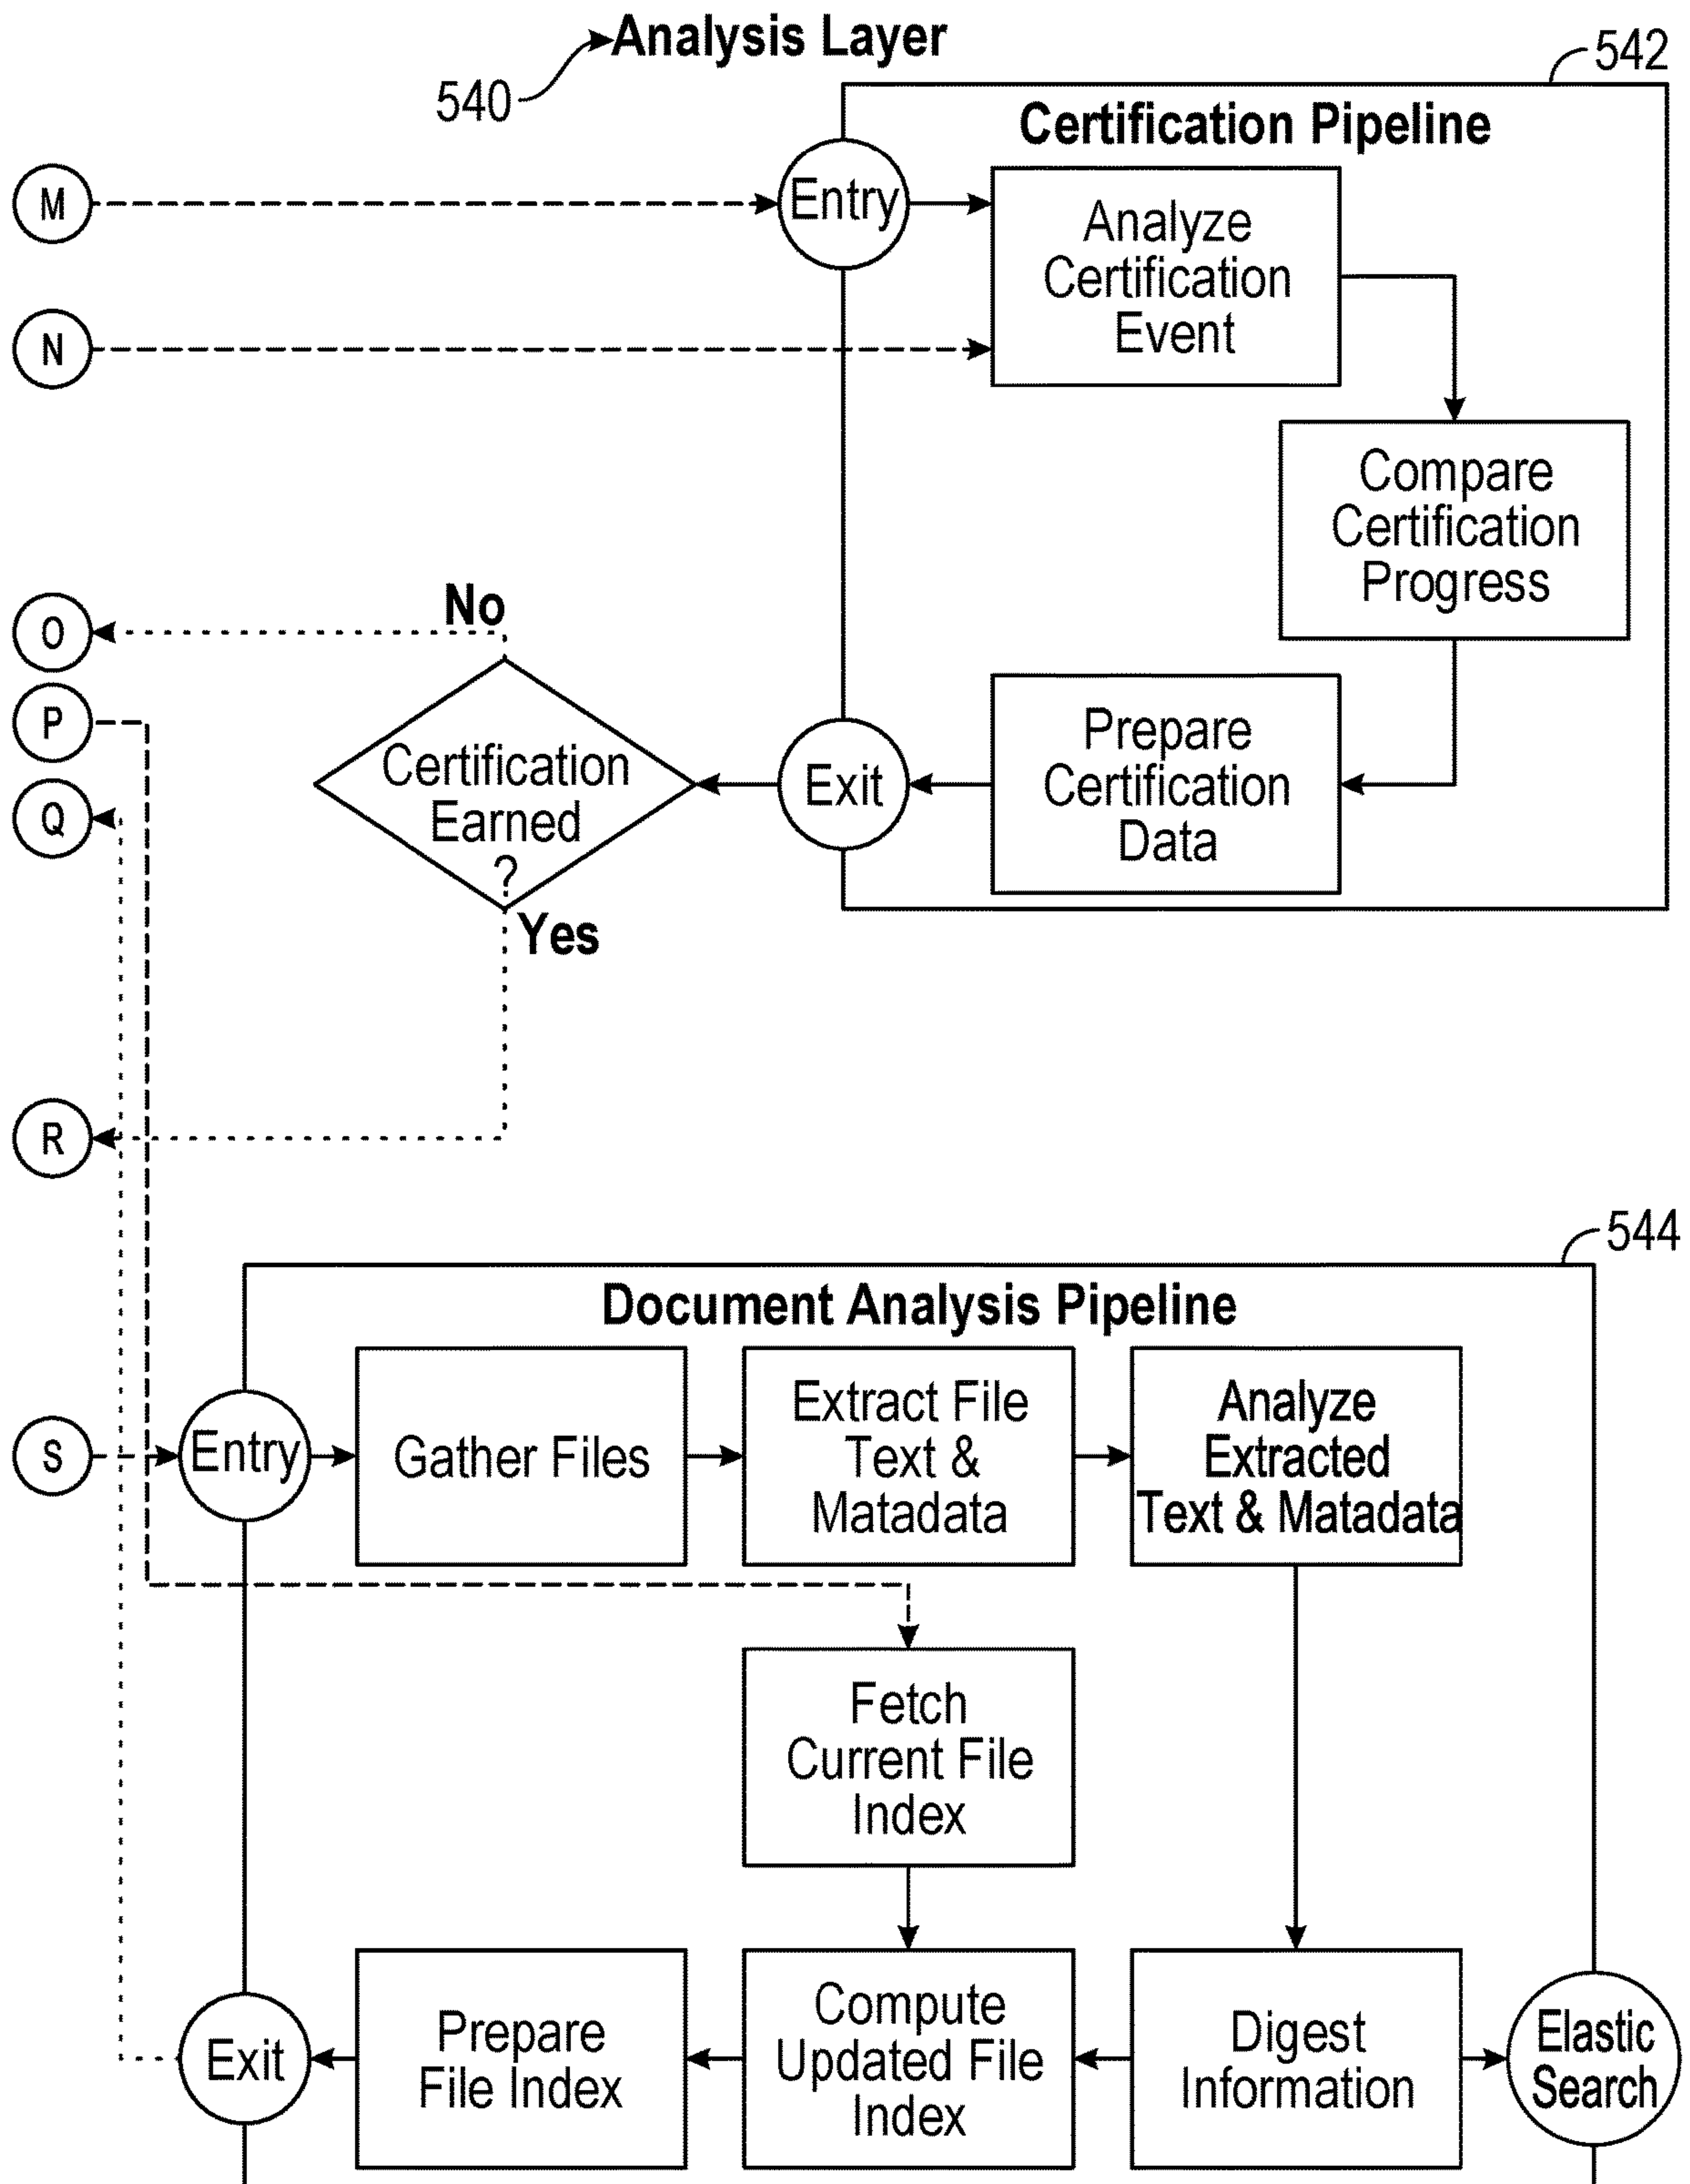 Analysis Layer
540
542
Certification Pipeline
M
Entry
Analyze
Certification
Event
N
Compare
Certification
Progress
No
O
P
Q
Certification
Earned
?
Exit
Prepare
Certification
Data
Yes
R
544
Document Analysis Pipeline
S
Entry
Gather Files
Extract File
Text &
Matadata
Analyze
Extracted
Text & Matadata
Fetch
Current File
Index
Exit
Prepare
File Index
Compute
Updated File
Index
Digest
Information
Elastic
Search